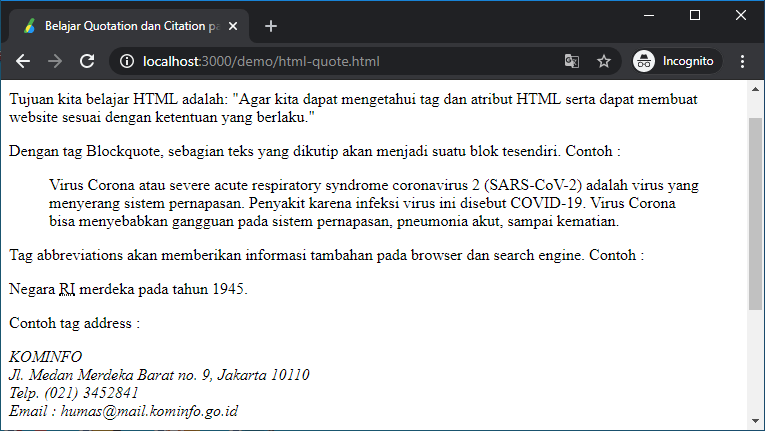 Belajar Quotation dan Citation pa
localhost:3000/demo/html-quote.html
Incognito
Tujuan kita belajar HTML adalah: "Agar kita dapat mengetahui tag dan atribut HTML serta dapat membuat
website sesuai dengan ketentuan yang berlaku."
Dengan tag Blockquote, sebagian teks yang dikutip akan menjadi suatu blok tesendiri. Contoh :
Virus Corona atau severe acute respiratory syndrome coronavirus 2 (SARS-CoV-2) adalah virus yang
menyerang sistem pernapasan. Penyakit karena infeksi virus ini disebut COVID-19. Virus Corona
bisa menyebabkan gangguan pada sistem pernapasan, pneumonia akut, sampai kematian.
Tag abbreviations akan memberikan informasi tambahan pada browser dan search engine. Contoh :
Negara RI merdeka pada tahun 1945.
Contoh tag address :
KOMINFO
Jl. Medan Merdeka Barat no. 9, Jakarta 10110
Telp. (021) 3452841
Email : humas@mail.kominfo.go.id